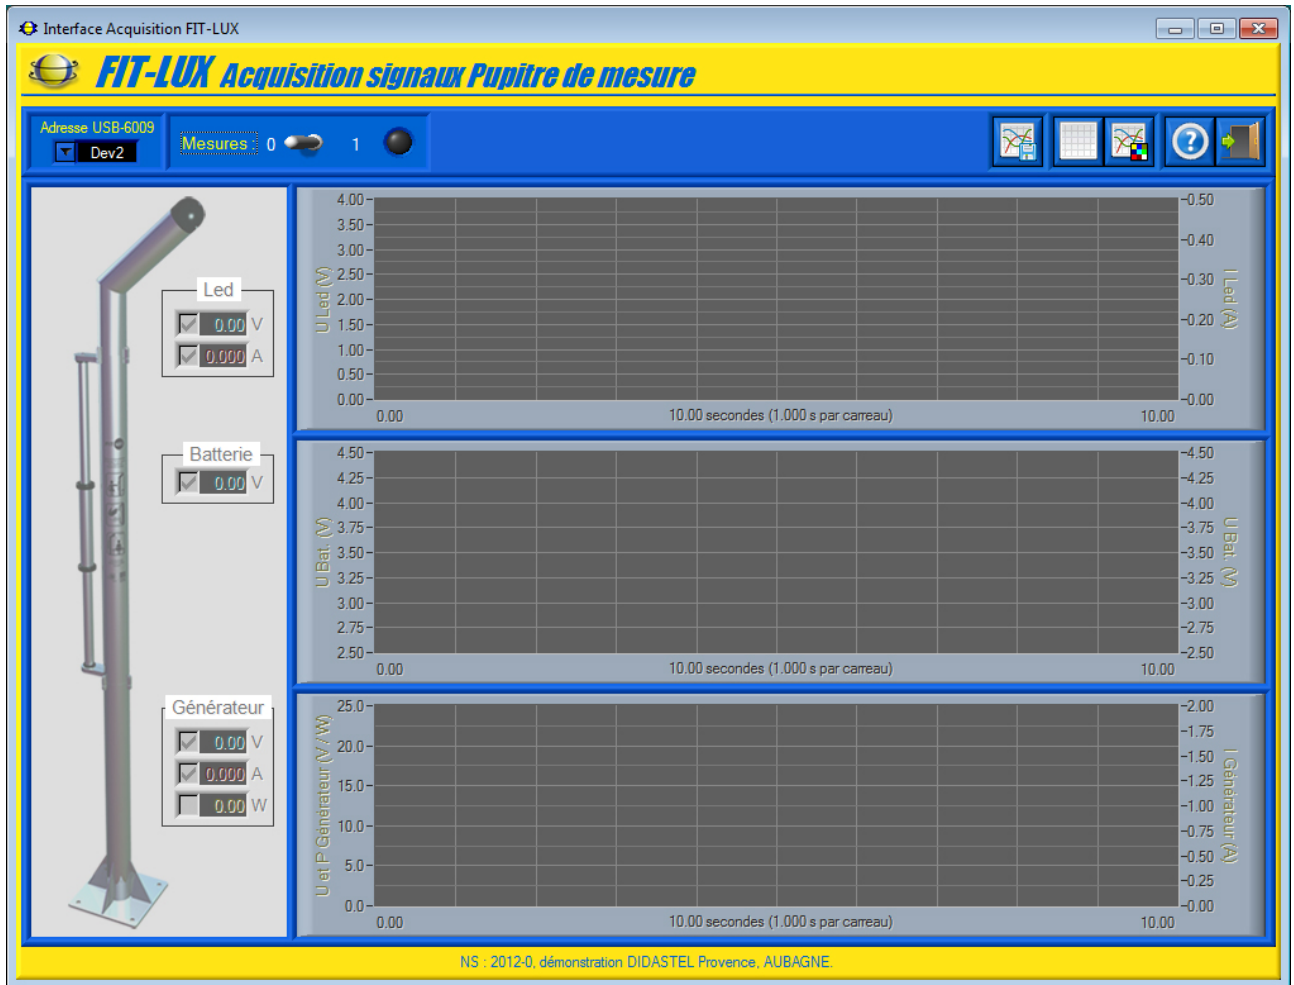 Interface Acquisition FIT-LUX
FIT-LUX Acquisition signaux Pupitre de mesure
Adresse USB-6009
Dev2
Mesures : 0 1
Led
0.00 V
0.000 A
Batterie
0.00 V
Générateur
0.00 V
0.000 A
0.00 W
U Led (V)
4.00
3.50
3.00
2.50
2.00
1.50
1.00
0.50
0.00
0.00 10.00 secondes (1.000 s par carreau) 10.00
0.50
0.40
0.30
0.20
0.10
0.00
I Led (A)
U Bat. (V)
4.50
4.25
4.00
3.75
3.50
3.25
3.00
2.75
2.50
0.00 10.00 secondes (1.000 s par carreau) 10.00
4.50
4.25
4.00
3.75
3.50
3.25
3.00
2.75
2.50
U Bat. (V)
U et P Générateur (V / W)
25.0
20.0
15.0
10.0
5.0
0.0
0.00 10.00 secondes (1.000 s par carreau) 10.00
2.00
1.75
1.50
1.25
1.00
0.75
0.50
0.25
0.00
I Générateur (A)
NS : 2012-0, démonstration DIDASTEL Provence, AUBAGNE.